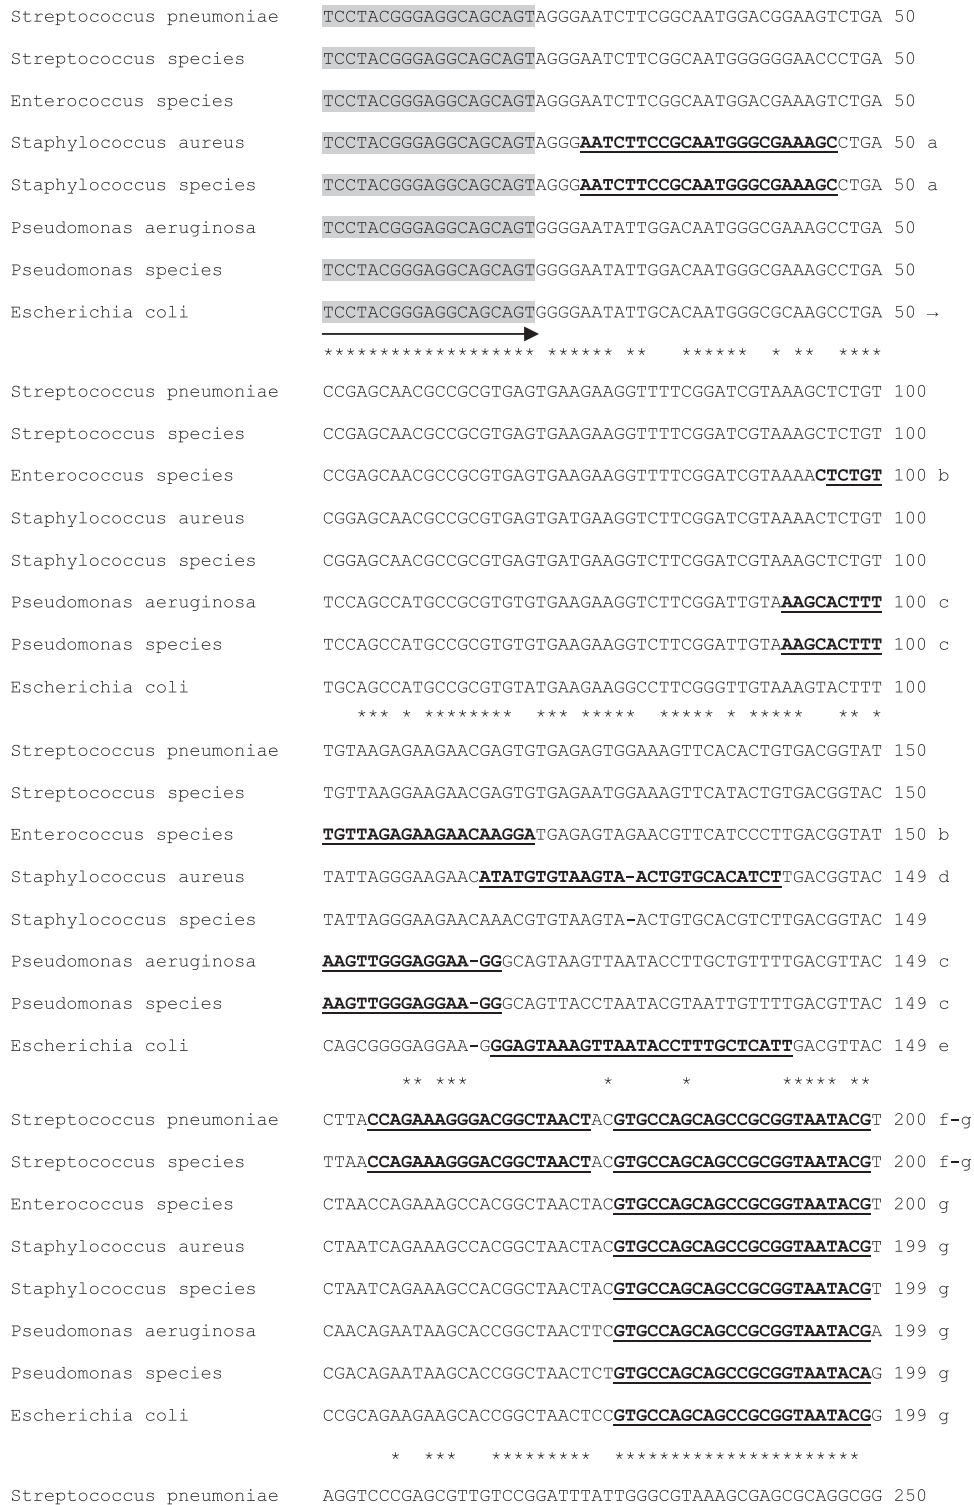 Streptococcus pneumoniae TCCTACGGGAGGCAGCAGTAGGGAATCTTCGGCAATGGACGGAAGTCTGA 50
Streptococcus species TCCTACGGGAGGCAGCAGTAGGGAATCTTCGGCAATGGGGGGAACCCTGA 50
Enterococcus species TCCTACGGGAGGCAGCAGTAGGGAATCTTCGGCAATGGACGAAAGTCTGA 50
Staphylococcus aureus TCCTACGGGAGGCAGCAGTAGGGAATCTTCCGCAATGGGCGAAAGCCTGA 50 a
Staphylococcus species TCCTACGGGAGGCAGCAGTAGGGAATCTTCCGCAATGGGCGAAAGCCTGA 50 a
Pseudomonas aeruginosa TCCTACGGGAGGCAGCAGTGGGGAATATTGGACAATGGGCGAAAGCCTGA 50
Pseudomonas species TCCTACGGGAGGCAGCAGTGGGGAATATTGGACAATGGGCGAAAGCCTGA 50
Escherichia coli TCCTACGGGAGGCAGCAGTGGGGAATATTGCACAATGGGCGCAAGCCTGA 50 →
******************* ****** **   ******  * **  ****
Streptococcus pneumoniae CCGAGCAACGCCGCGTGAGTGAAGAAGGTTTTCGGATCGTAAAGCTCTGT 100
Streptococcus species CCGAGCAACGCCGCGTGAGTGAAGAAGGTTTTCGGATCGTAAAGCTCTGT 100
Enterococcus species CCGAGCAACGCCGCGTGAGTGAAGAAGGTTTTCGGATCGTAAAACTCTGT 100 b
Staphylococcus aureus CGGAGCAACGCCGCGTGAGTGATGAAGGTCTTCGGATCGTAAAACTCTGT 100
Staphylococcus species CGGAGCAACGCCGCGTGAGTGATGAAGGTCTTCGGATCGTAAAGCTCTGT 100
Pseudomonas aeruginosa TCCAGCCATGCCGCGTGTGTGAAGAAGGTCTTCGGATTGTAAAGCACTTT 100 c
Pseudomonas species TCCAGCCATGCCGCGTGTGTGAAGAAGGTCTTCGGATTGTAAAGCACTTT 100 c
Escherichia coli TGCAGCCATGCCGCGTGTATGAAGAAGGCCTTCGGGTTGTAAAGTACTTT 100
*** * ********  *** *****  ***** * *****   ** *
Streptococcus pneumoniae TGTAAGAGAAGAACGAGTGTGAGAGTGGAAAGTTCACACTGTGACGGTAT 150
Streptococcus species TGTTAAGGAAGAACGAGTGTGAGAATGGAAAGTTCATACTGTGACGGTAC 150
Enterococcus species TGTTAGAGAAGAACAAGGATGAGAGTAGAACGTTCATCCCTTGACGGTAT 150 b
Staphylococcus aureus TATTAGGGAAGAACATATGTGTAAGTA-ACTGTGCACATCTTGACGGTAC 149 d
Staphylococcus species TATTAGGGAAGAACAAACGTGTAAGTA-ACTGTGCACGTCTTGACGGTAC 149
Pseudomonas aeruginosa AAGTTGGGAGGAA-GGGCAGTAAGTTAATACCTTGCTGTTTTGACGTTAC 149 c
Pseudomonas species AAGTTGGGAGGAA-GGGCAGTTACCTAATACGTAATTGTTTTGACGTTAC 149 c
Escherichia coli CAGCGGGGAGGAA-GGGAGTAAAGTTAATACCTTTGCTCATTGACGTTAC 149 e
** ***            *      *        ***** **
Streptococcus pneumoniae CTTACCAGAAAGGGACGGCTAACTACGTGCCAGCAGCCGCGGTAATACGT 200 f-g
Streptococcus species TTAACCAGAAAGGGACGGCTAACTACGTGCCAGCAGCCGCGGTAATACGT 200 f-g
Enterococcus species CTAACCAGAAAGCCACGGCTAACTACGTGCCAGCAGCCGCGGTAATACGT 200 g
Staphylococcus aureus CTAATCAGAAAGCCACGGCTAACTACGTGCCAGCAGCCGCGGTAATACGT 199 g
Staphylococcus species CTAATCAGAAAGCCACGGCTAACTACGTGCCAGCAGCCGCGGTAATACGT 199 g
Pseudomonas aeruginosa CAACAGAATAAGCACCGGCTAACTTCGTGCCAGCAGCCGCGGTAATACGA 199 g
Pseudomonas species CGACAGAATAAGCACCGGCTAACTCTGTGCCAGCAGCCGCGGTAATACAG 199 g
Escherichia coli CCGCAGAAGAAGCACCGGCTAACTCCGTGCCAGCAGCCGCGGTAATACGG 199 g
*  ***   *********  **********************
Streptococcus pneumoniae AGGTCCCGAGCGTTGTCCGGATTTATTGGGCGTAAAGCGAGCGCAGGCGG 250